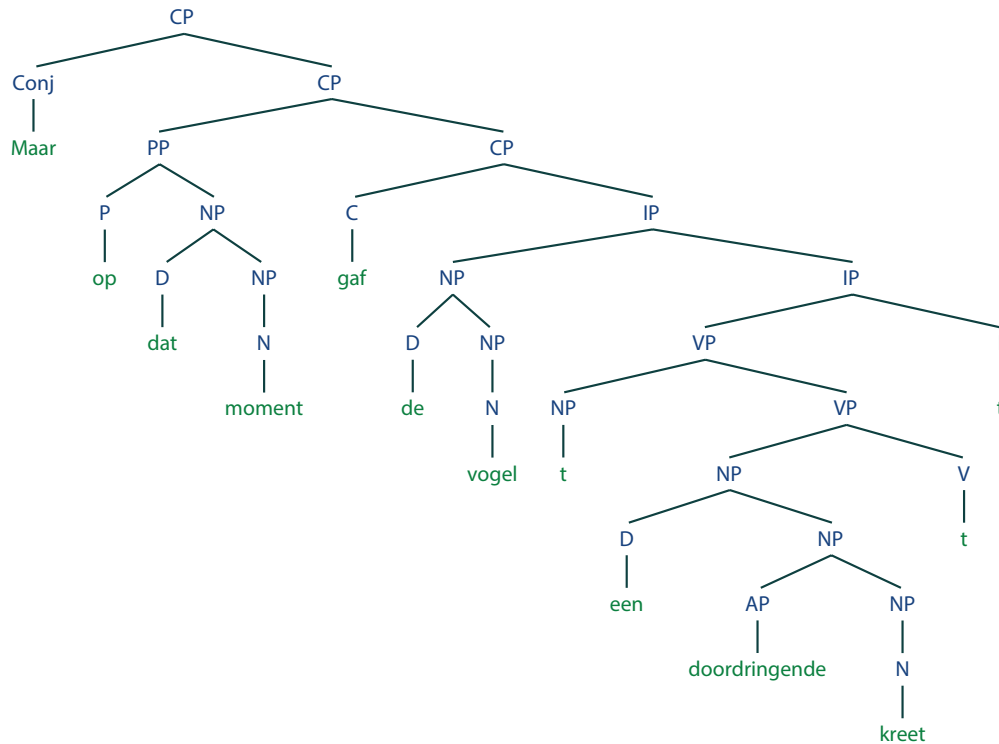 CP
Conj CP
Maar PP CP
P NP C IP
op D NP gaf NP IP
dat N D NP VP
moment de N NP VP
vogel t NP V
D NP t
een AP NP
doordringende N
kreet